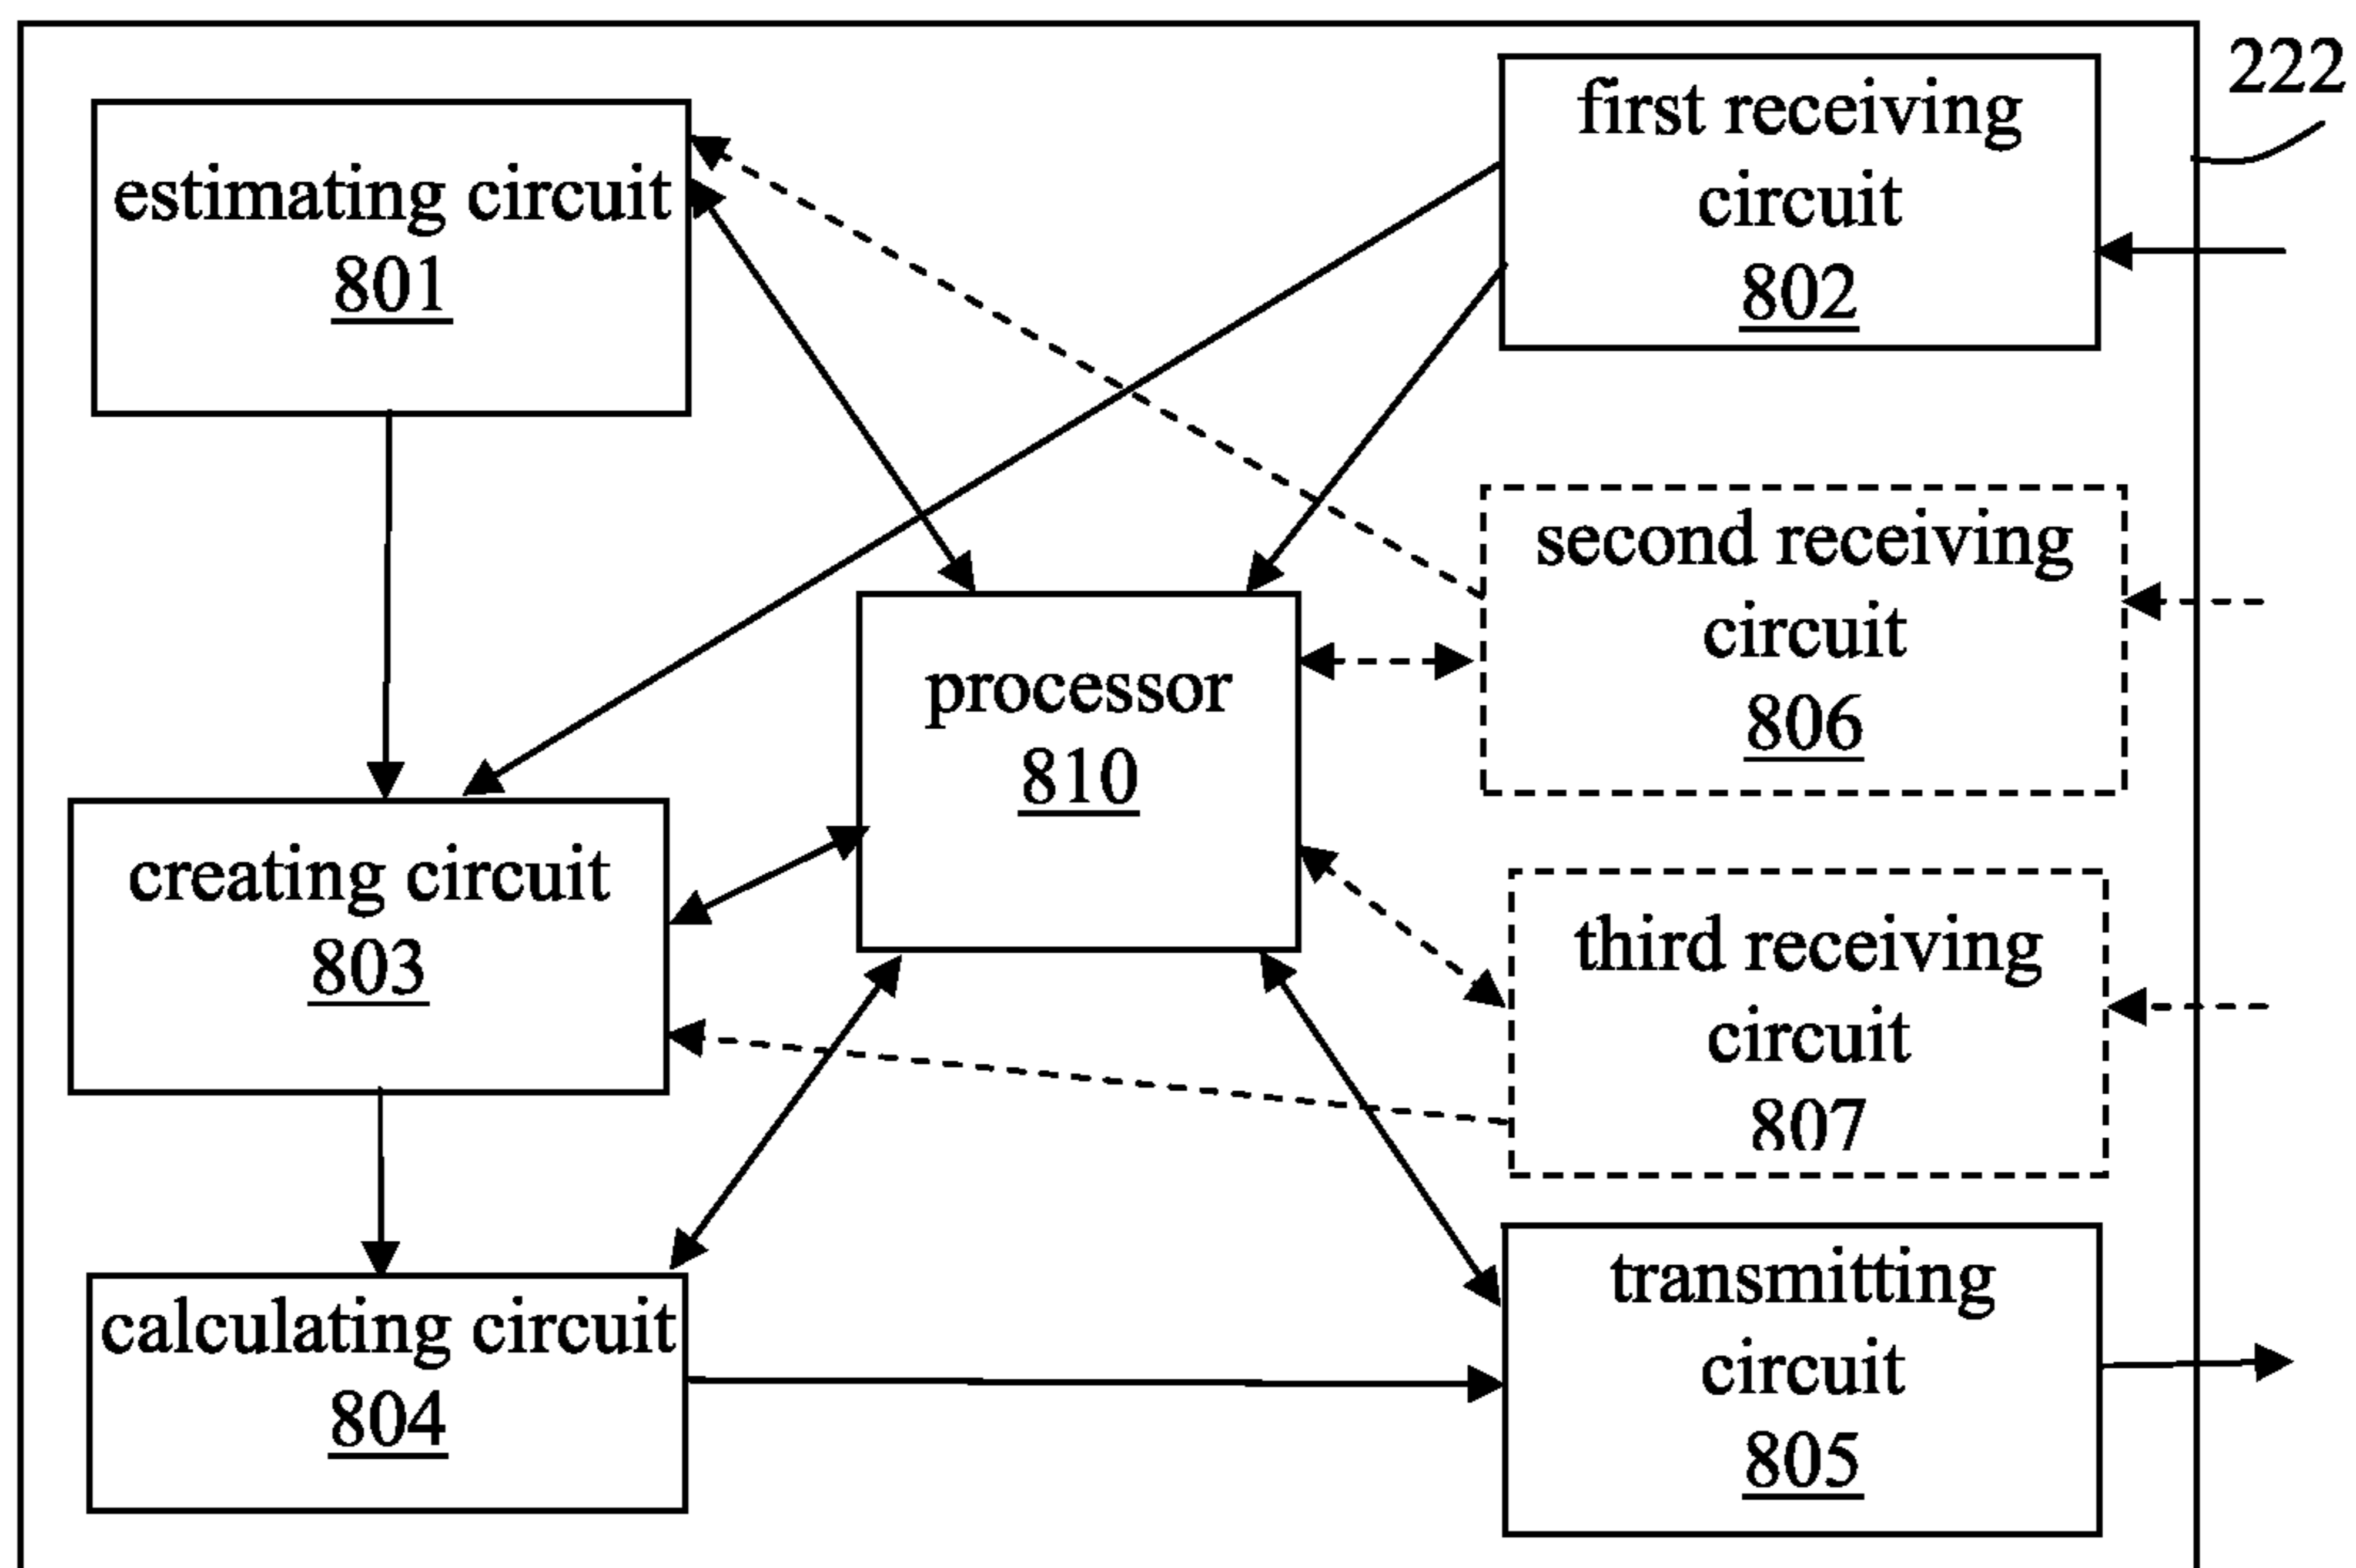 222
estimating circuit
801
first receiving
circuit
802
second receiving
circuit
806
processor
810
creating circuit
803
third receiving
circuit
807
calculating circuit
804
transmitting
circuit
805